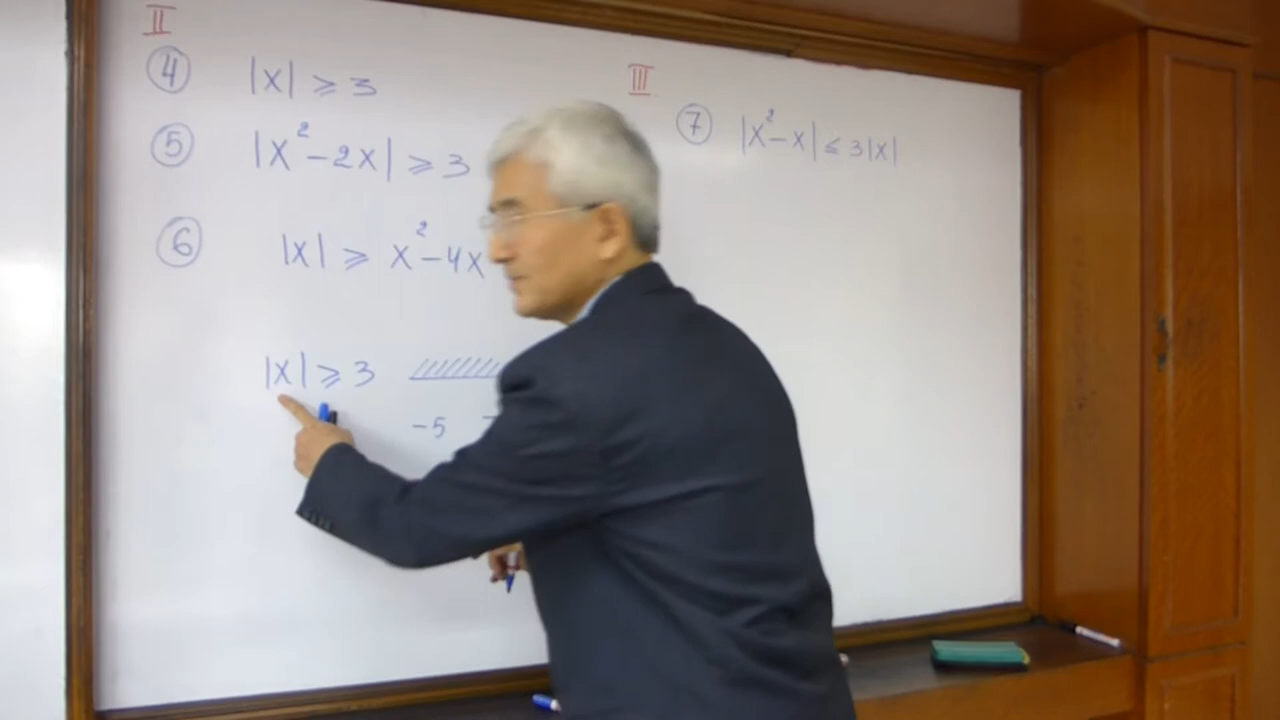 II
④ |x| ⩾ 3
⑤ |x²-2x| ⩾ 3
⑥ |x| ⩾ x²-4x
|x| ⩾ 3
-5
III
⑦ |x²-x| ⩽ 3|x|